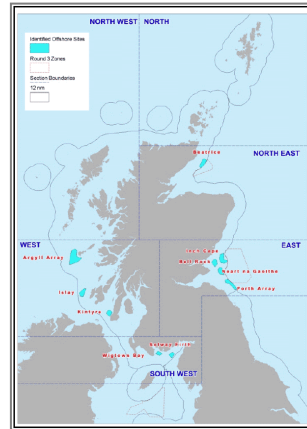 NORTH WEST
NORTH
Identified Offshore Sites
Round 3 Zones
Section Boundaries
12 nm
Beatrice
NORTH EAST
WEST
EAST
Inch Cape
Bell Rock
Neart na Gaoithe
Argyll Array
Forth Array
Islay
Kintyre
Solway Firth
Wigtown Bay
SOUTH WEST